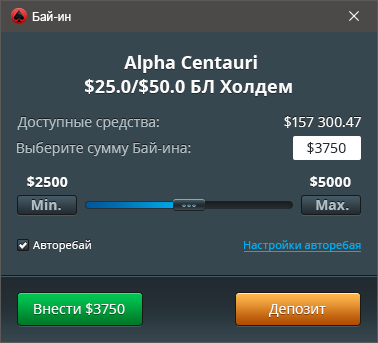 Бай-ин
Alpha Centauri
$25.0/$50.0 БЛ Холдем
Доступные средства: $157 300.47
Выберите сумму Бай-ина: $3750
$2500 $5000
Min. Max.
Авторебай Настройки авторебая
Внести $3750 Депозит